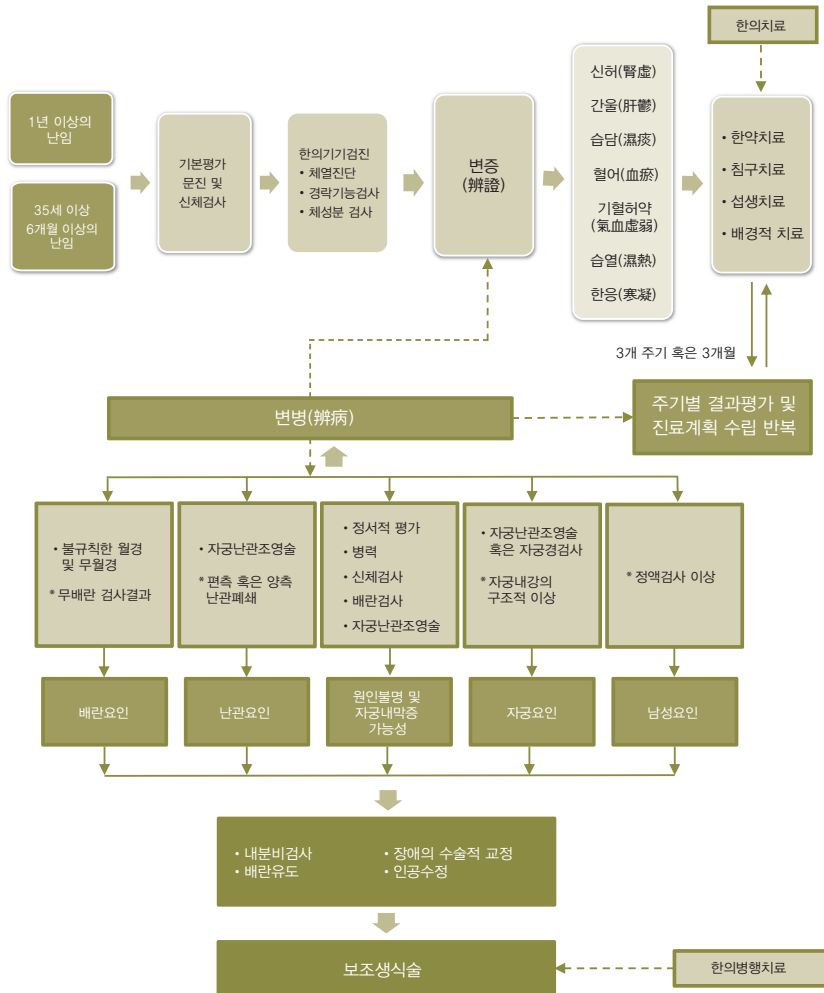 한의치료
1년 이상의
난임
35세 이상
6개월 이상의
난임
기본평가
문진 및
신체검사
한의기기검진
• 체열진단
• 경락기능검사
• 체성분 검사
변증
(辨證)
신허(腎虛)
간울(肝鬱)
습담(濕痰)
혈어(血瘀)
기혈허약
(氣血虛弱)
습열(濕熱)
한응(寒凝)
• 한약치료
• 침구치료
• 섭생치료
• 배경적 치료
3개 주기 혹은 3개월
변병(辨病)
주기별 결과평가 및
진료계획 수립 반복
• 불규칙한 월경
및 무월경
* 무배란 검사결과
• 자궁난관조영술
* 편측 혹은 양측
난관폐쇄
• 정서적 평가
• 병력
• 신체검사
• 배란검사
• 자궁난관조영술
• 자궁난관조영술
혹은 자궁경검사
* 자궁내강의
구조적 이상
* 정액검사 이상
배란요인
난관요인
원인불명 및
자궁내막증
가능성
자궁요인
남성요인
• 내분비검사
• 배란유도
• 장애의 수술적 교정
• 인공수정
보조생식술
한의병행치료